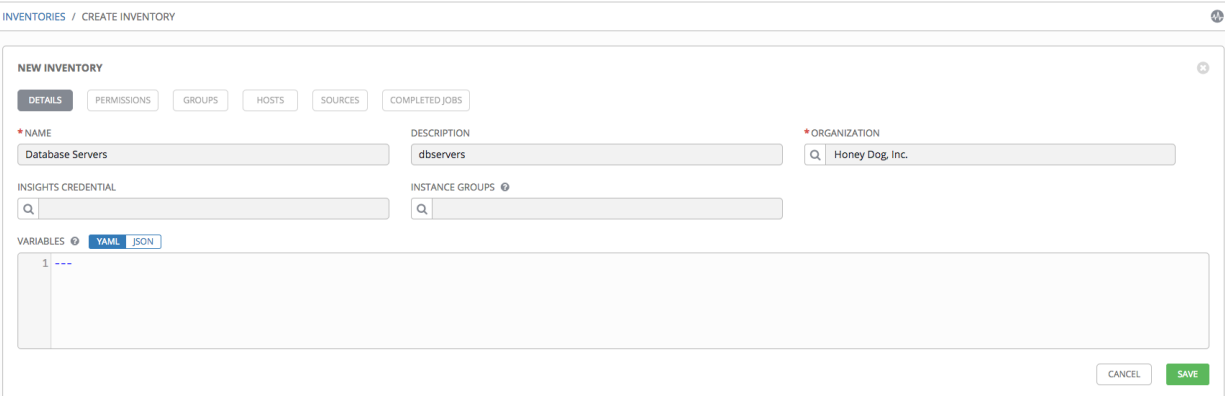 INVENTORIES / CREATE INVENTORY
NEW INVENTORY
DETAILS PERMISSIONS GROUPS HOSTS SOURCES COMPLETED JOBS
* NAME DESCRIPTION * ORGANIZATION
Database Servers dbservers Honey Dog, Inc.
INSIGHTS CREDENTIAL INSTANCE GROUPS ?
VARIABLES ? YAML JSON
1 ---
CANCEL SAVE